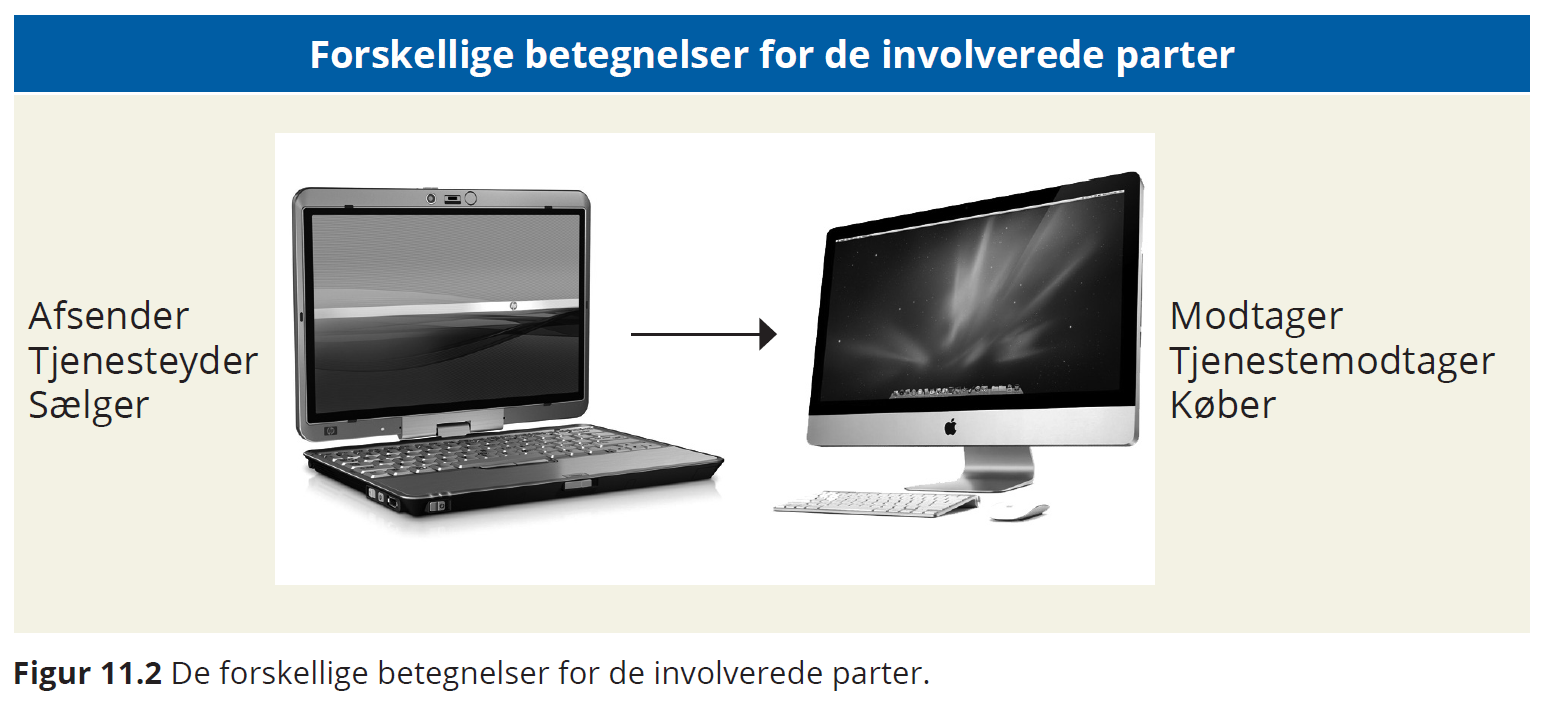 Forskellige betegnelser for de involverede parter
Afsender
Tjenesteyder
Sælger
Modtager
Tjenestemodtager
Køber
Figur 11.2 De forskellige betegnelser for de involverede parter.